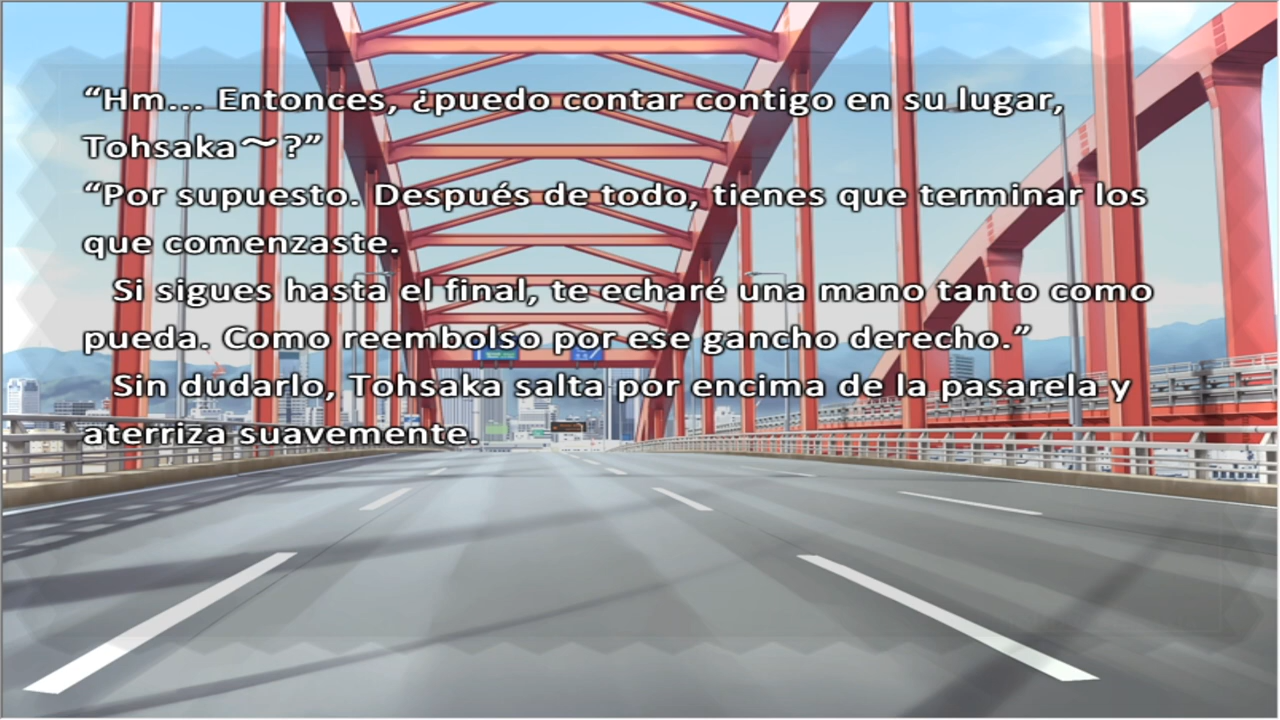 “Hm... Entonces, ¿puedo contar contigo en su lugar,
Tohsaka～?”
“Por supuesto. Después de todo, tienes que terminar los
que comenzaste.
Si sigues hasta el final, te echaré una mano tanto como
pueda. Como reembolso por ese gancho derecho.”
Sin dudarlo, Tohsaka salta por encima de la pasarela y
aterriza suavemente.